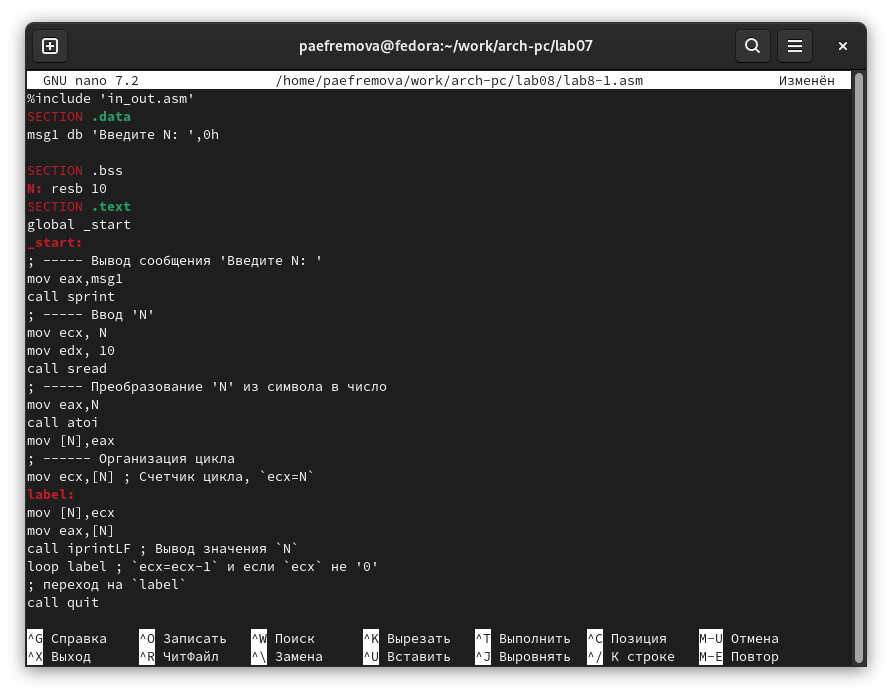 paefremova@fedora:~/work/arch-pc/lab07
GNU nano 7.2 /home/paefremova/work/arch-pc/lab08/lab8-1.asm Изменён
%include 'in_out.asm'
SECTION .data
msg1 db 'Введите N: ',0h
SECTION .bss
N: resb 10
SECTION .text
global _start
_start:
; ----- Вывод сообщения 'Введите N: '
mov eax,msg1
call sprint
; ----- Ввод 'N'
mov ecx, N
mov edx, 10
call sread
; ----- Преобразование 'N' из символа в число
mov eax,N
call atoi
mov [N],eax
; ------ Организация цикла
mov ecx,[N] ; Счетчик цикла, `ecx=N`
label:
mov [N],ecx
mov eax,[N]
call iprintLF ; Вывод значения `N`
loop label ; `ecx=ecx-1` и если `ecx` не '0'
; переход на `label`
call quit
^G Справка ^O Записать ^W Поиск ^K Вырезать ^T Выполнить ^C Позиция M-U Отмена
^X Выход ^R ЧитФайл ^\ Замена ^U Вставить ^J Выровнять ^/ К строке M-E Повтор